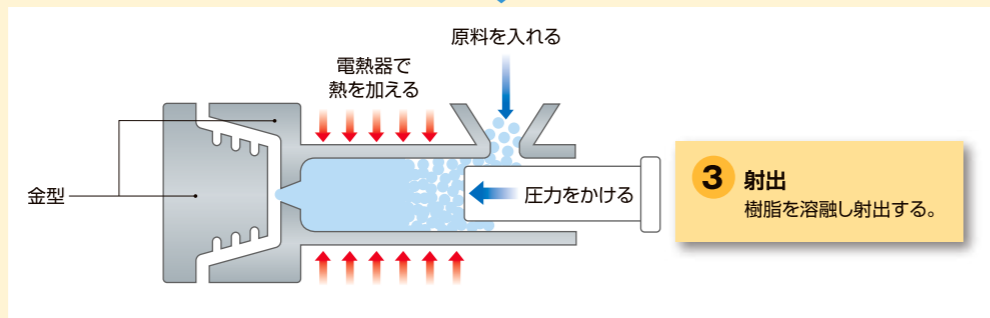 原料を入れる
電熱器で
熱を加える
金型
圧力をかける
3 射出
樹脂を溶融し射出する。